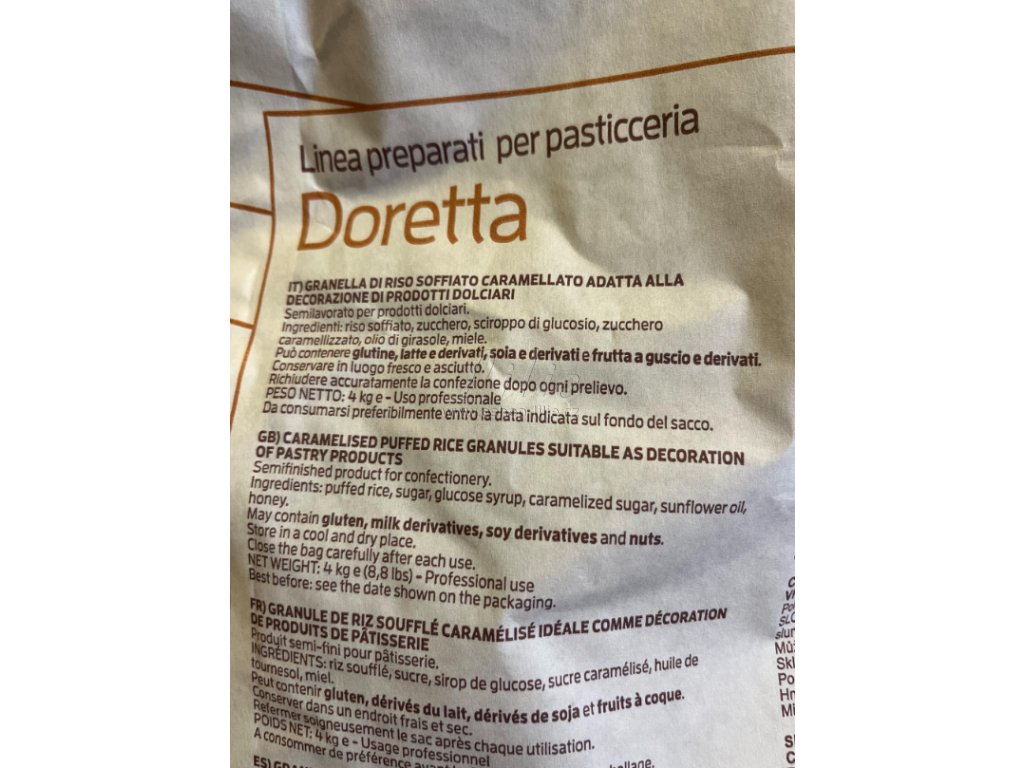 Linea preparati per pasticceria
Doretta
IT) GRANELLA DI RISO SOFFIATO CARAMELLATO ADATTA ALLA
DECORAZIONE DI PRODOTTI DOLCIARI
Semilavorato per prodotti dolciari.
Ingredienti: riso soffiato, zucchero, sciroppo di glucosio, zucchero
caramellizzato, olio di girasole, miele.
Può contenere glutine, latte e derivati, soia e derivati e frutta a guscio e derivati.
Conservare in luogo fresco e asciutto.
Richiudere accuratamente la confezione dopo ogni prelievo.
PESO NETTO: 4 kg e - Uso professionale
Da consumarsi preferibilmente entro la data indicata sul fondo del sacco.
GB) CARAMELISED PUFFED RICE GRANULES SUITABLE AS DECORATION
OF PASTRY PRODUCTS
Semifinished product for confectionery.
Ingredients: puffed rice, sugar, glucose syrup, caramelized sugar, sunflower oil,
honey.
May contain gluten, milk derivatives, soy derivatives and nuts.
Store in a cool and dry place.
Close the bag carefully after each use.
NET WEIGHT: 4 kg e (8,8 lbs) - Professional use
Best before: see the date shown on the packaging.
FR) GRANULE DE RIZ SOUFFLÉ CARAMÉLISÉ IDÉALE COMME DÉCORATION
DE PRODUITS DE PÂTISSERIE
Produit semi-fini pour pâtisserie.
INGRÉDIENTS: riz soufflé, sucre, sirop de glucose, sucre caramélisé, huile de
tournesol, miel.
Peut contenir gluten, dérivés du lait, dérivés de soja et fruits à coque.
Conserver dans un endroit frais et sec.
Refermer soigneusement le sac après chaque utilisation.
POIDS NET: 4 kg e - Usage professionnel
A consommer de préférence
ES)